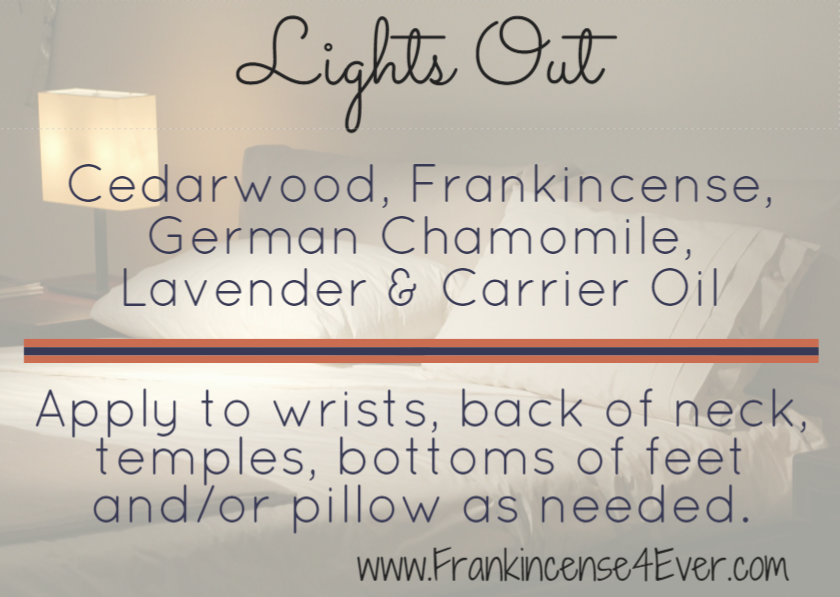 Lights Out
Cedarwood, Frankincense,
German Chamomile,
Lavender & Carrier Oil
Apply to wrists, back of neck,
temples, bottoms of feet
and/or pillow as needed.
www.Frankincense4Ever.com